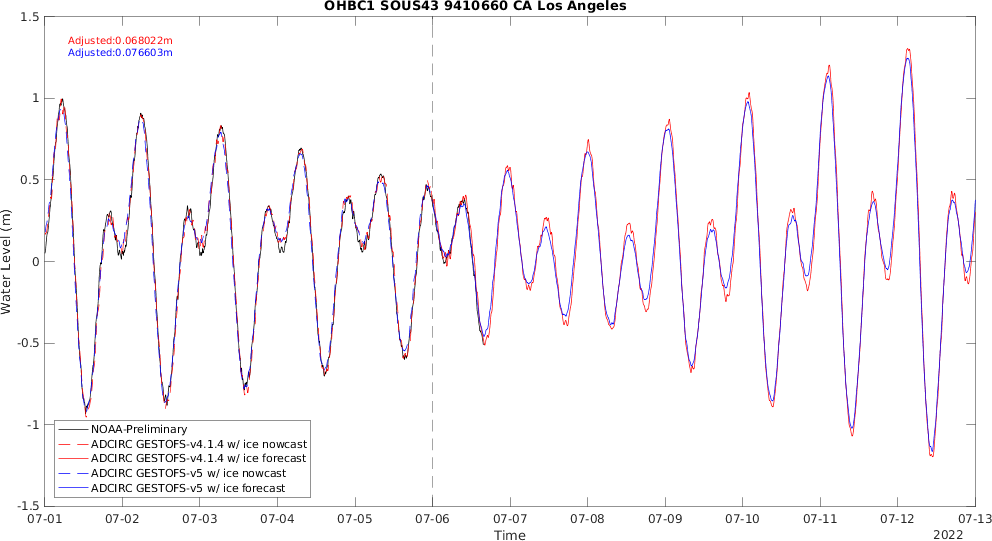 OHBC1 SOUS43 9410660 CA Los Angeles
Adjusted:0.068022m
Adjusted:0.076603m
Water Level (m)
1.5
1
0.5
0
-0.5
-1
-1.5
NOAA-Preliminary
ADCIRC GESTOFS-v4.1.4 w/ ice nowcast
ADCIRC GESTOFS-v4.1.4 w/ ice forecast
ADCIRC GESTOFS-v5 w/ ice nowcast
ADCIRC GESTOFS-v5 w/ ice forecast
07-01 07-02 07-03 07-04 07-05 07-06 07-07 07-08 07-09 07-10 07-11 07-12 07-13
Time
2022